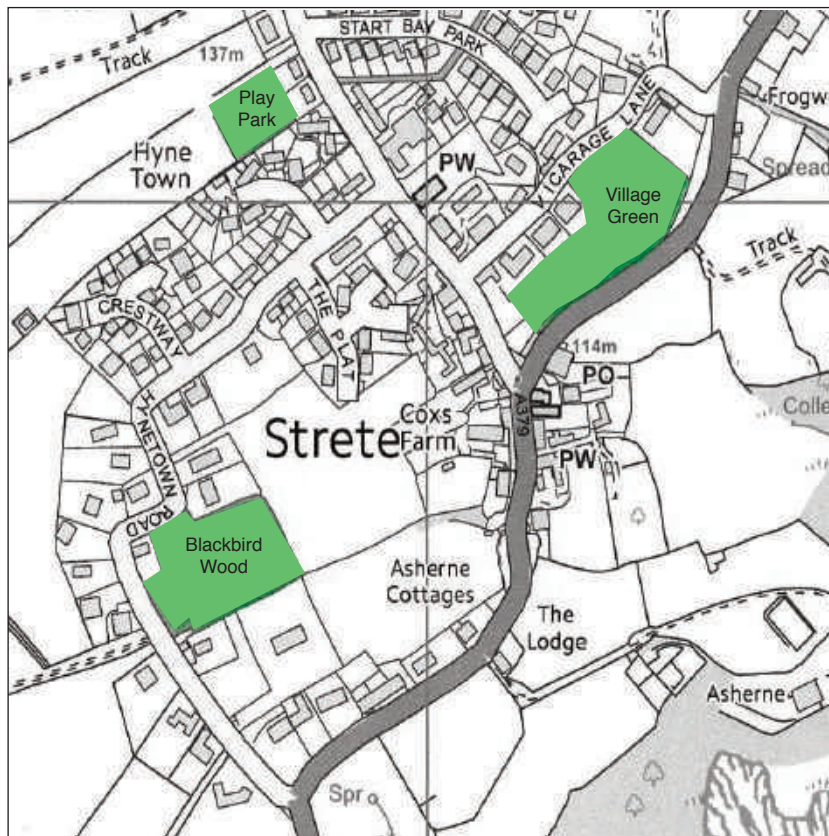 START BAY PARK
Track
137m
Play
Park
Frogw
Hyne
Town
PW
VICARAGE LANE
Spread
Village
Green
Track
CRESTWAY
THE PLAT
114m
PO
A379
Colle
HYNETOWN ROAD
Strete
Coxs
Farm
PW
Blackbird
Wood
Asherne
Cottages
The
Lodge
Asherne
Spr